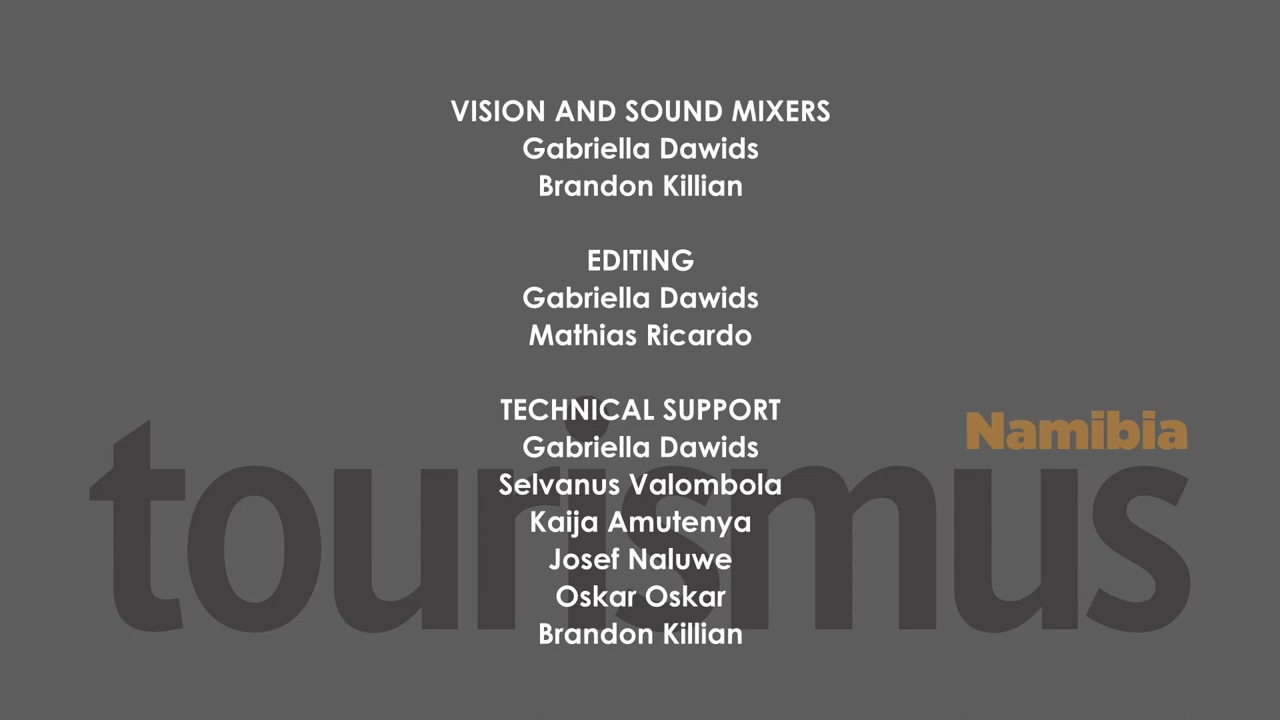 VISION AND SOUND MIXERS
Gabriella Dawids
Brandon Killian
EDITING
Gabriella Dawids
Mathias Ricardo
TECHNICAL SUPPORT
Gabriella Dawids
Selvanus Valombola
Kaija Amutenya
Josef Naluwe
Oskar Oskar
Brandon Killian
Namibia
tourismus